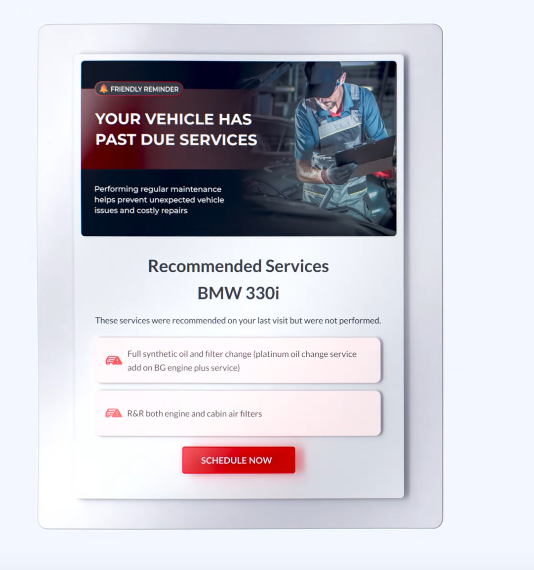 FRIENDLY REMINDER
YOUR VEHICLE HAS
PAST DUE SERVICES
Performing regular maintenance
helps prevent unexpected vehicle
issues and costly repairs
Recommended Services
BMW 330i
These services were recommended on your last visit but were not performed.
Full synthetic oil and filter change (platinum oil change service
add on BG engine plus service)
R&R both engine and cabin air filters
SCHEDULE NOW